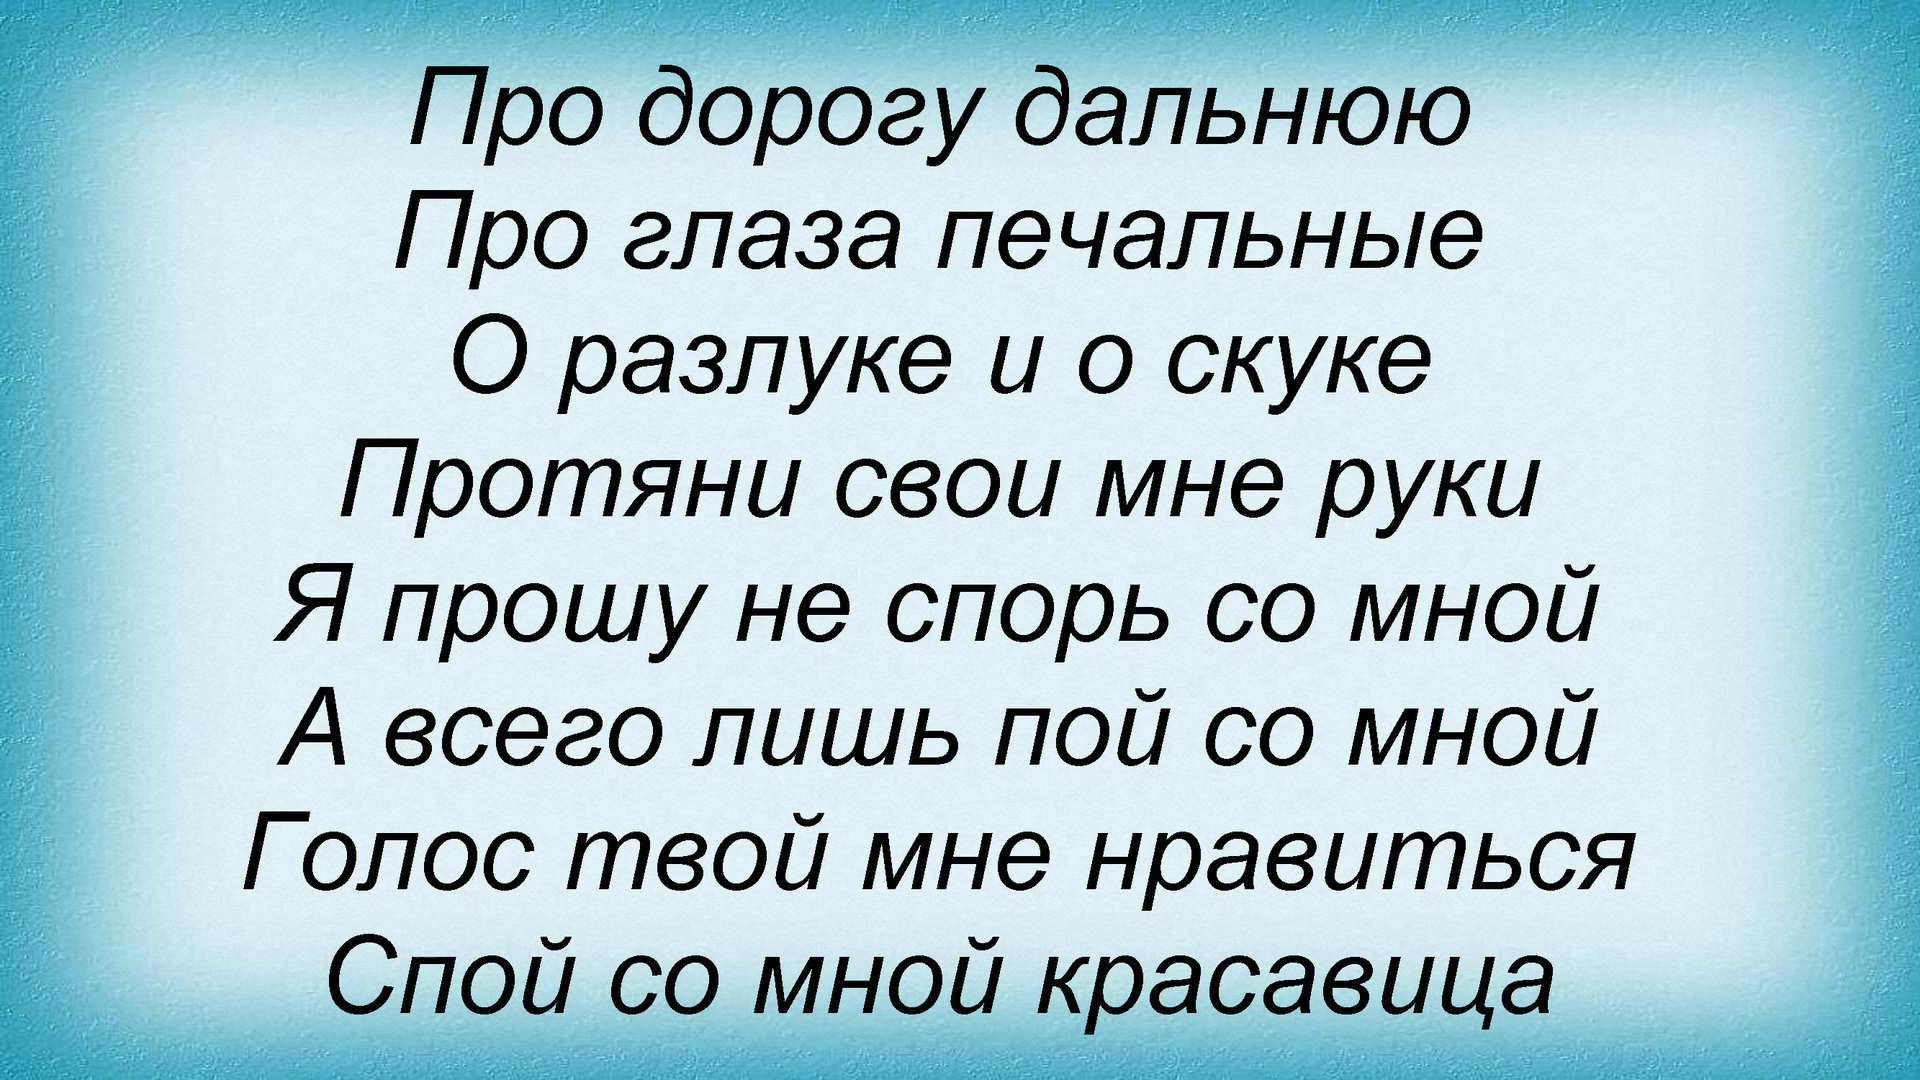 Про дорогу дальнюю
Про глаза печальные
О разлуке и о скуке
Протяни свои мне руки
Я прошу не спорь со мной
А всего лишь пой со мной
Голос твой мне нравиться
Спой со мной красавица